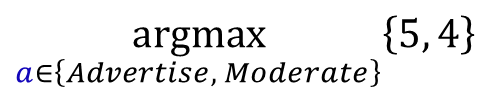 argmax {5, 4}
a∈{Advertise, Moderate}